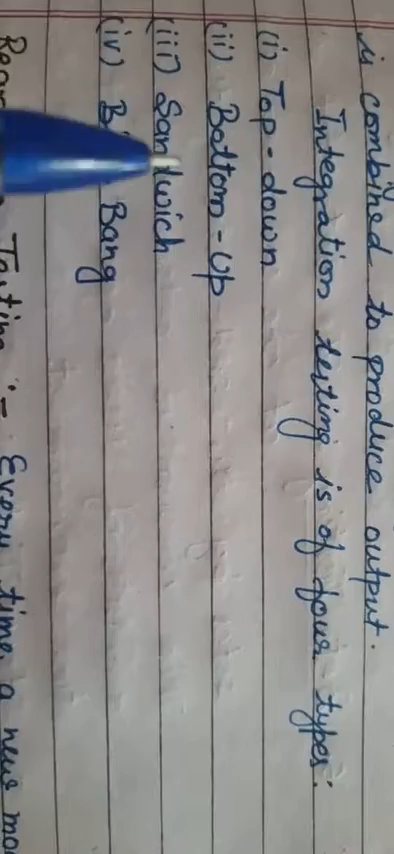 is combined to produce output.
Integration testing is of four types:
(i) Top-down
(ii) Bottom-Up
(iii) Sandwich
(iv) Bang
Testing :- Every time a new